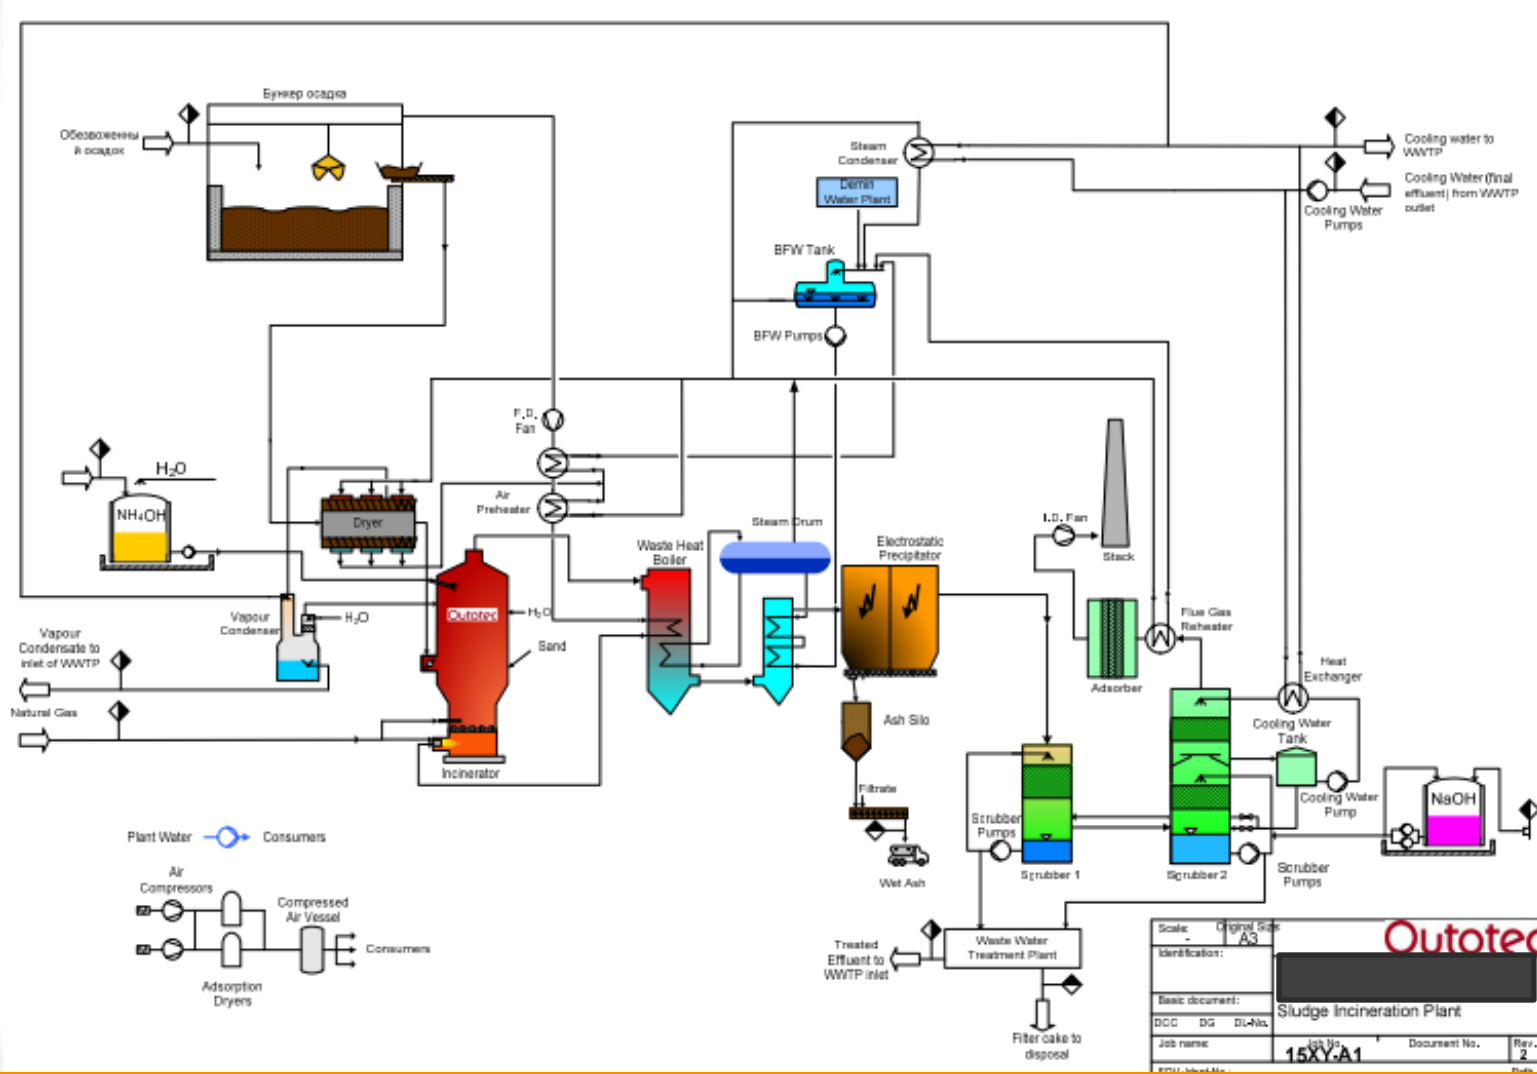 Бункер осадка
Обезвоженны
й осадок
Steam
Condenser
Demin
Water Plant
Cooling water to
WWTP
Cooling Water (final
effluent) from WWTP
outlet
Cooling Water
Pumps
BFW Tank
BFW Pumps
F.D.
Fan
H₂O
NH₄OH
Dryer
Air
Preheater
Steam Drum
Waste Heat
Boiler
Electrostatic
Precipitator
I.D. Fan
Stack
Outotec
H₂O
Sand
Vapour
Condenser
H₂O
Vapour
Condensate to
inlet of WWTP
Natural Gas
Incinerator
Flue Gas
Reheater
Adsorber
Heat
Exchanger
Ash Silo
Cooling Water
Tank
Cooling Water
Pump
NaOH
Filtrate
Wet Ash
Scrubber
Pumps
Scrubber 1
Scrubber 2
Scrubber
Pumps
Plant Water
Consumers
Air
Compressors
Compressed
Air Vessel
Consumers
Adsorption
Dryers
Treated
Effluent to
WWTP inlet
Waste Water
Treatment Plant
Filter cake to
disposal
Scale:
-
Original Size
A3
Outotec
Identification:
Basic document:
Sludge Incineration Plant
DCC DG DL-No.
Job name:
Job No.
15XY-A1
Document No.
Rev.
2